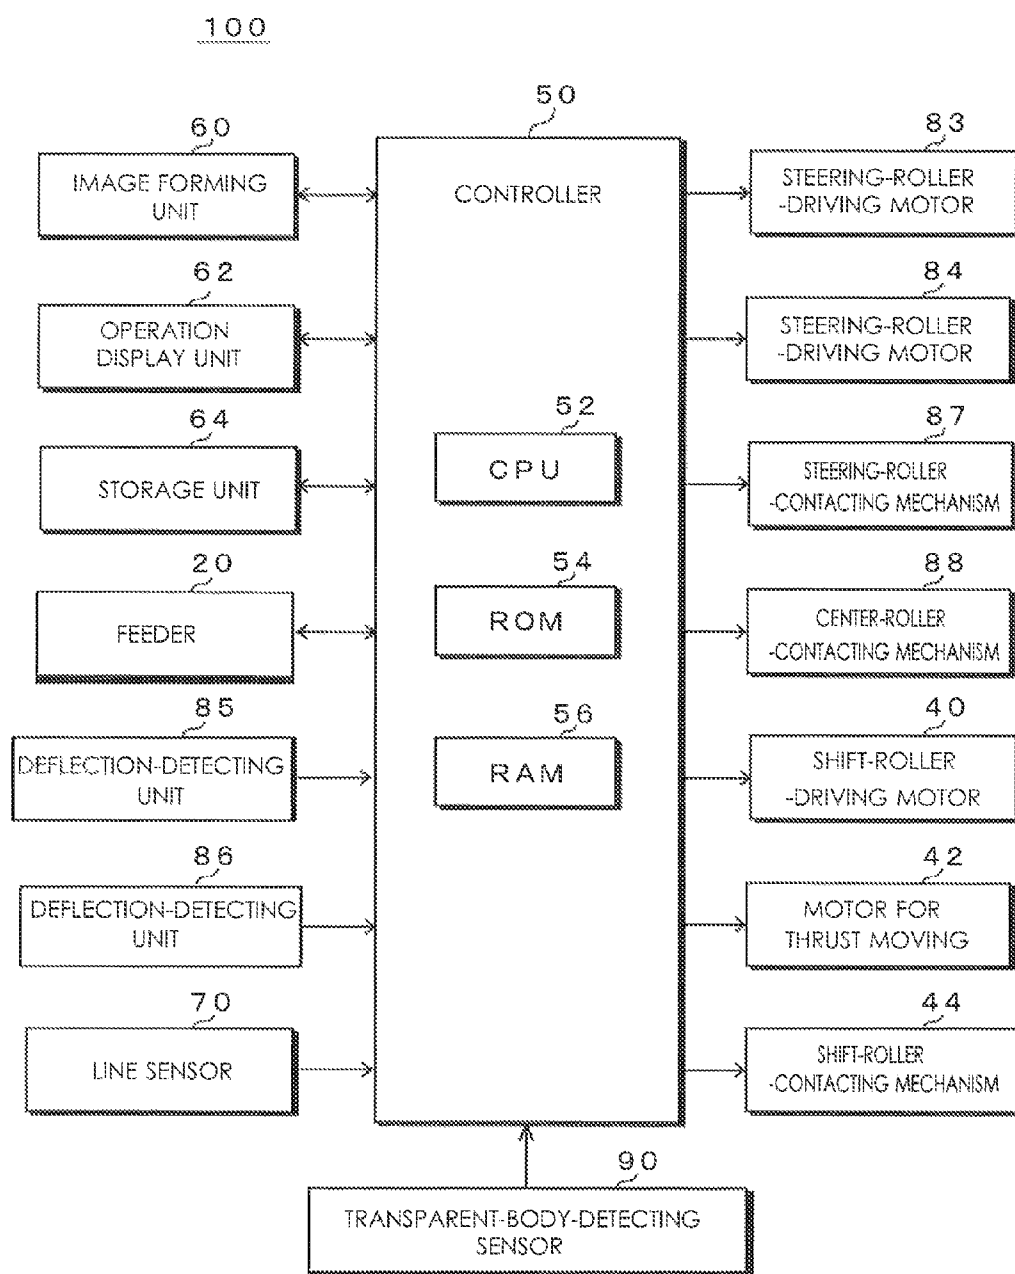 100
50
60
IMAGE FORMING
UNIT
62
OPERATION
DISPLAY UNIT
64
STORAGE UNIT
20
FEEDER
85
DEFLECTION-DETECTING
UNIT
86
DEFLECTION-DETECTING
UNIT
70
LINE SENSOR
CONTROLLER
52
CPU
54
ROM
56
RAM
83
STEERING-ROLLER
-DRIVING MOTOR
84
STEERING-ROLLER
-DRIVING MOTOR
87
STEERING-ROLLER
-CONTACTING MECHANISM
88
CENTER-ROLLER
-CONTACTING MECHANISM
40
SHIFT-ROLLER
-DRIVING MOTOR
42
MOTOR FOR
THRUST MOVING
44
SHIFT-ROLLER
-CONTACTING MECHANISM
90
TRANSPARENT-BODY-DETECTING
SENSOR